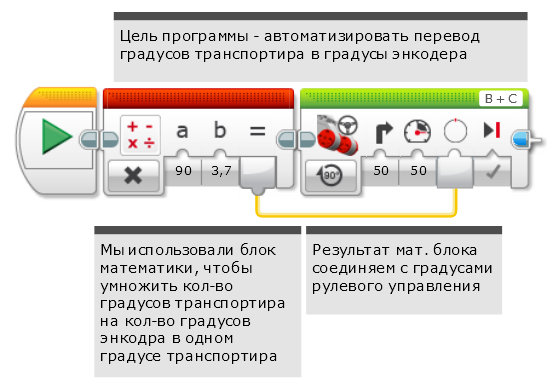 Цель программы - автоматизировать перевод
градусов транспортира в градусы энкодера
B + C
a b =
90 3,7
90°
50 50
Мы использовали блок
математики, чтобы
умножить кол-во
градусов транспортира
на кол-во градусов
энкодра в одном
градусе транспортира
Результат мат. блока
соединяем с градусами
рулевого управления